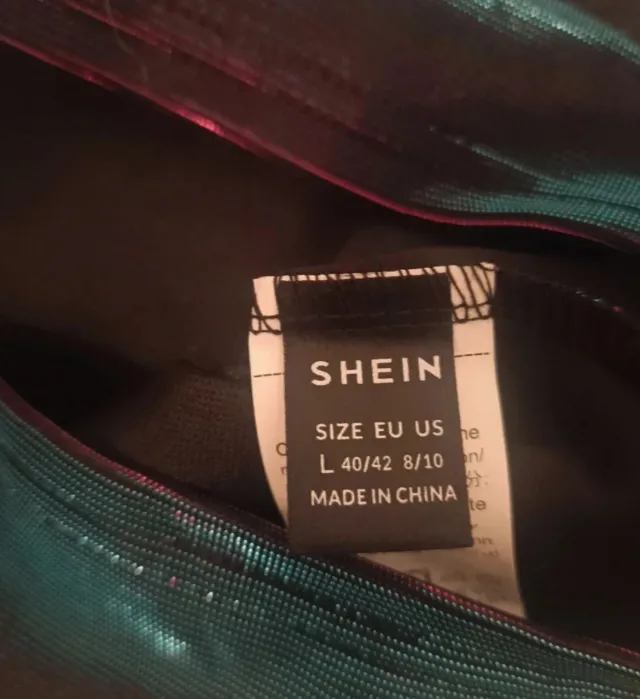 SHEIN
SIZE EU US
L 40/42 8/10
MADE IN CHINA